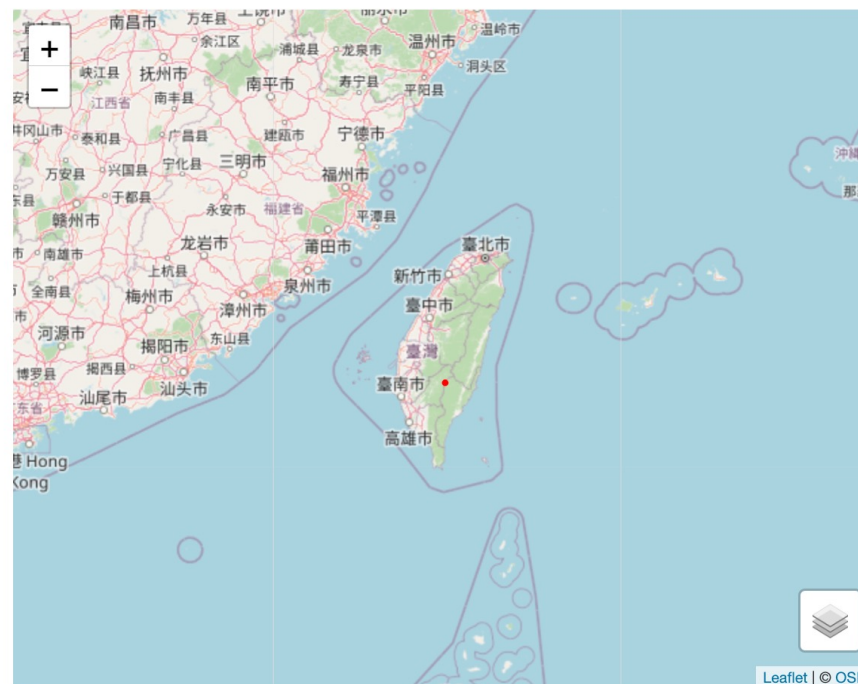 南昌市
万年县
温岭市
+
余江区
浦城县
龙泉市
温州市
洞头区
峡江县
抚州市
南平市
寿宁县
平阳县
−
江西省
南丰县
井冈山市
泰和县
广昌县
建瓯市
宁德市
万安县
兴国县
宁化县
三明市
福州市
于都县
赣州市
永安市
福建省
平潭县
龙岩市
莆田市
臺北市
南雄市
上杭县
泉州市
新竹市
全南县
梅州市
漳州市
臺中市
河源市
揭阳市
东山县
臺灣
博罗县
揭西县
汕头市
臺南市
汕尾市
高雄市
港 Hong
Kong
Leaflet | © OS